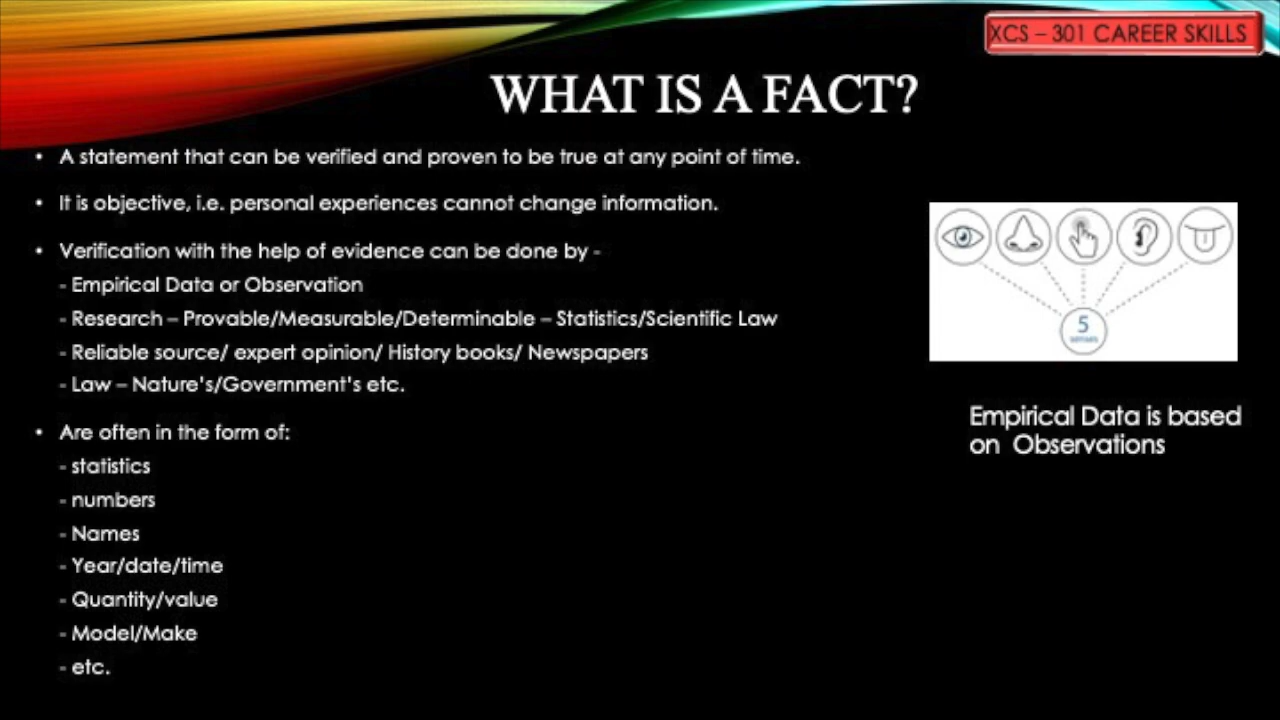 XCS – 301 CAREER SKILLS
WHAT IS A FACT?
• A statement that can be verified and proven to be true at any point of time.
• It is objective, i.e. personal experiences cannot change information.
• Verification with the help of evidence can be done by -
- Empirical Data or Observation
- Research – Provable/Measurable/Determinable – Statistics/Scientific Law
- Reliable source/ expert opinion/ History books/ Newspapers
- Law – Nature's/Government's etc.
• Are often in the form of:
- statistics
- numbers
- Names
- Year/date/time
- Quantity/value
- Model/Make
- etc.
5
senses
Empirical Data is based
on Observations